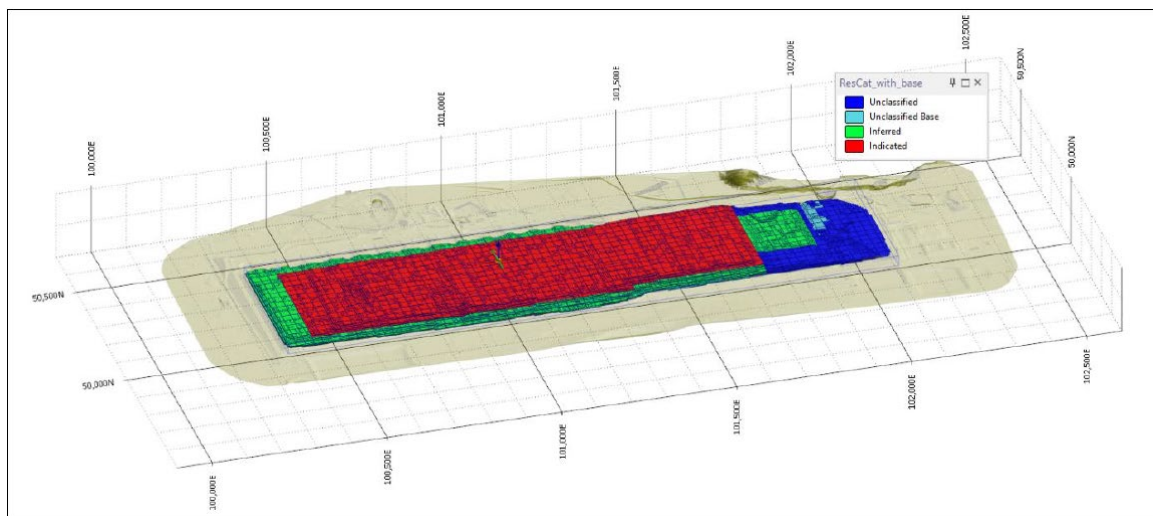 102,500E
102,000E
50,500N
101,500E
ResCat_with_base
Unclassified
Unclassified Base
Inferred
Indicated
101,000E
50,000N
100,500E
100,000E
50,500N
50,000N
102,500E
102,000E
101,500E
101,000E
100,500E
100,000E